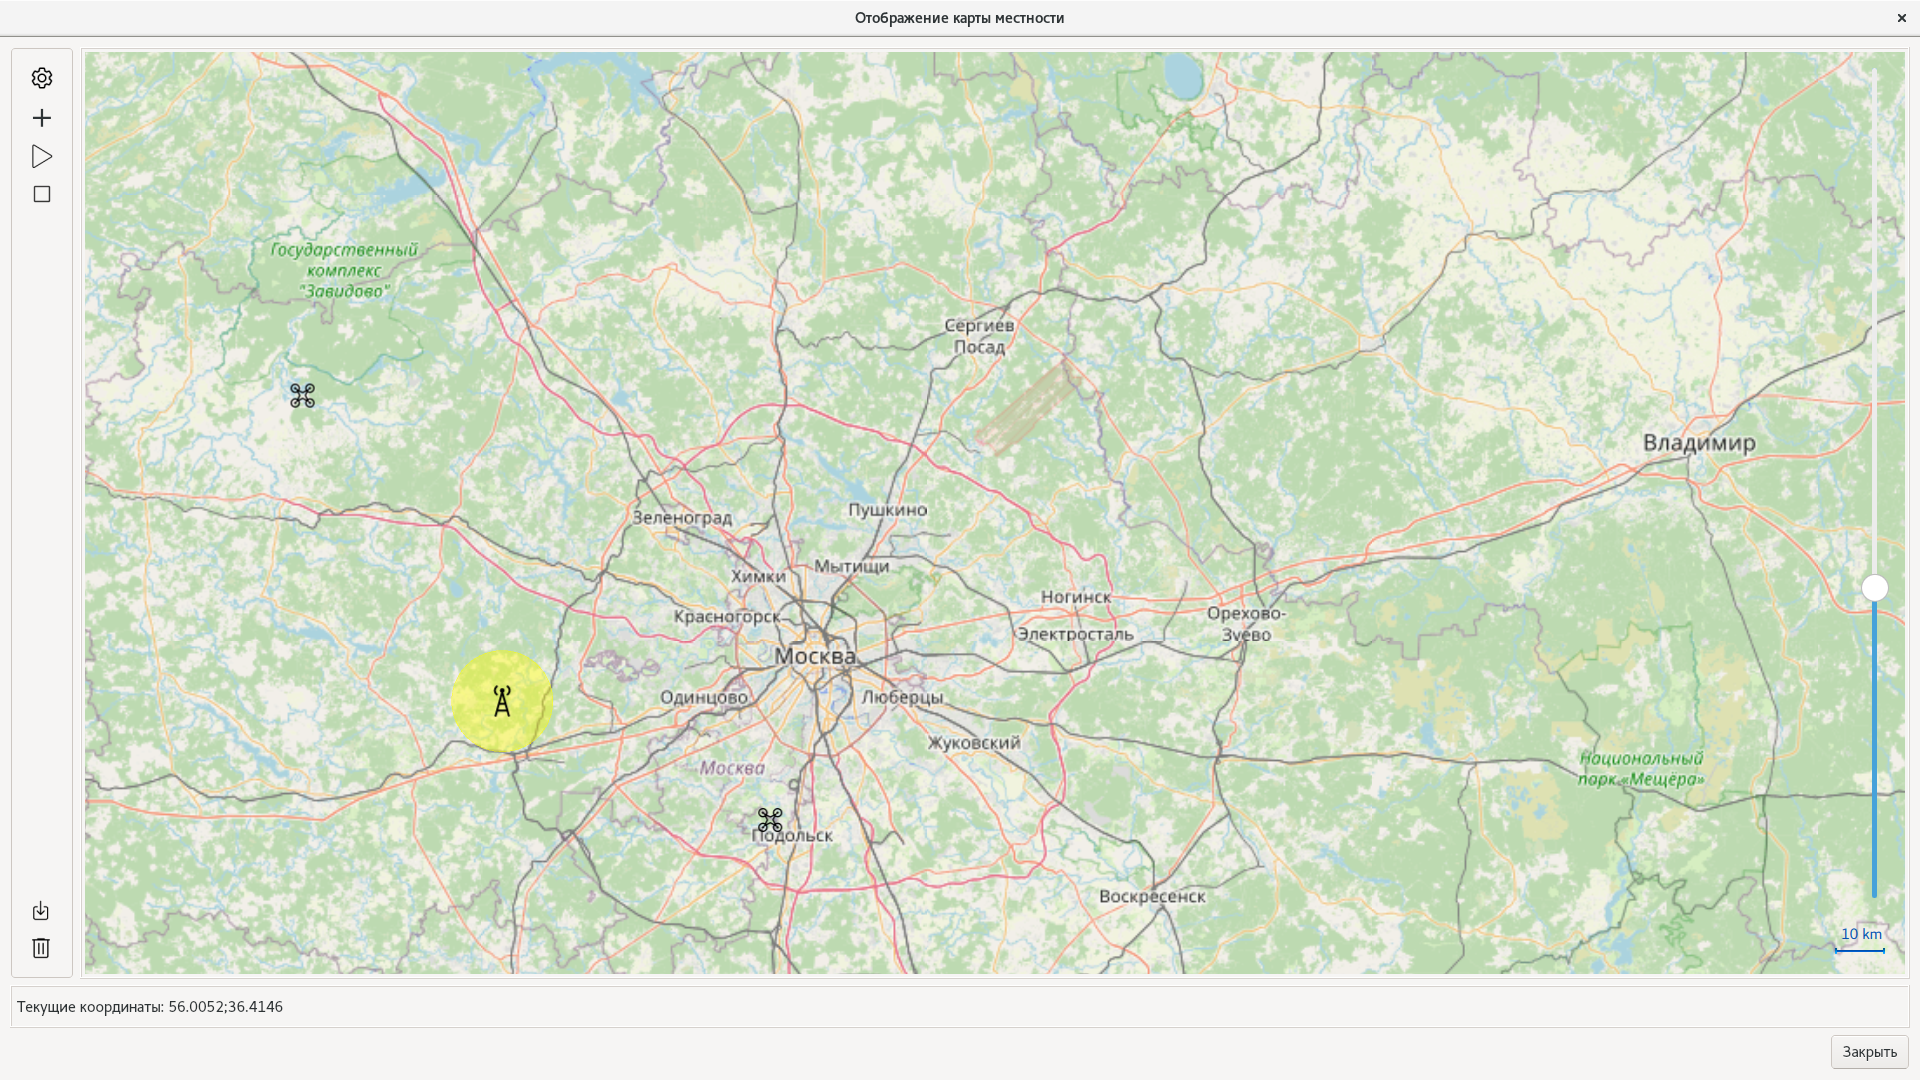 Отображение карты местности
Государственный
комплекс
"Завидово"
Сергиев
Посад
Владимир
Зеленоград
Пушкино
Химки
Мытищи
Красногорск
Ногинск
Электросталь
Орехово-
Зуево
Москва
Одинцово
Люберцы
Жуковский
Москва
Национальный
парк «Мещёра»
Подольск
Воскресенск
10 km
Текущие координаты: 56.0052;36.4146
Закрыть